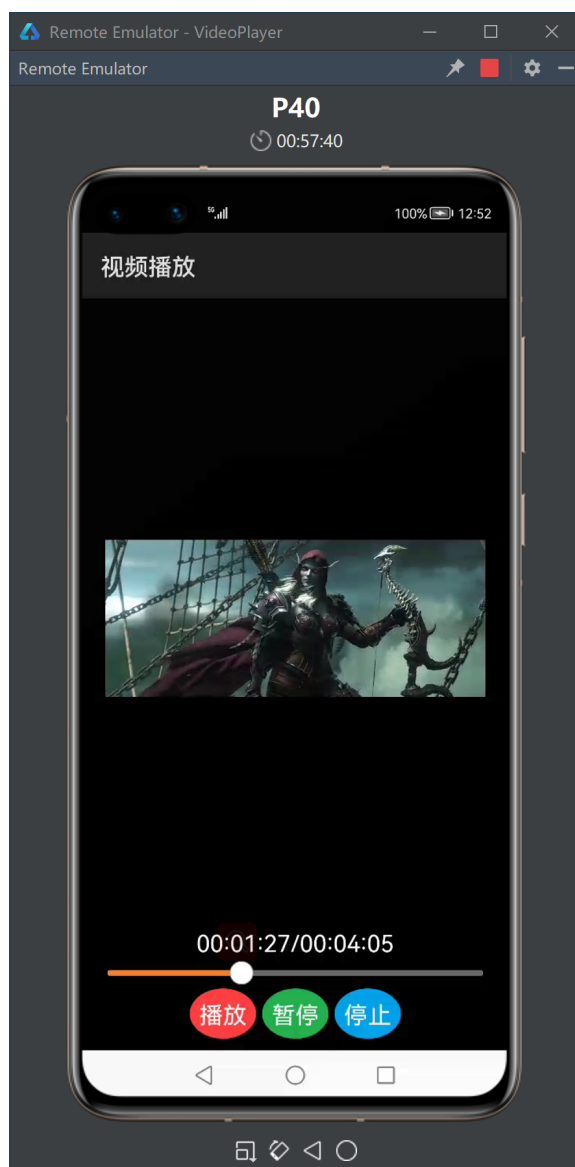 Remote Emulator - VideoPlayer
Remote Emulator
P40
00:57:40
5G 100% 12:52
视频播放
00:01:27/00:04:05
播放 暂停 停止